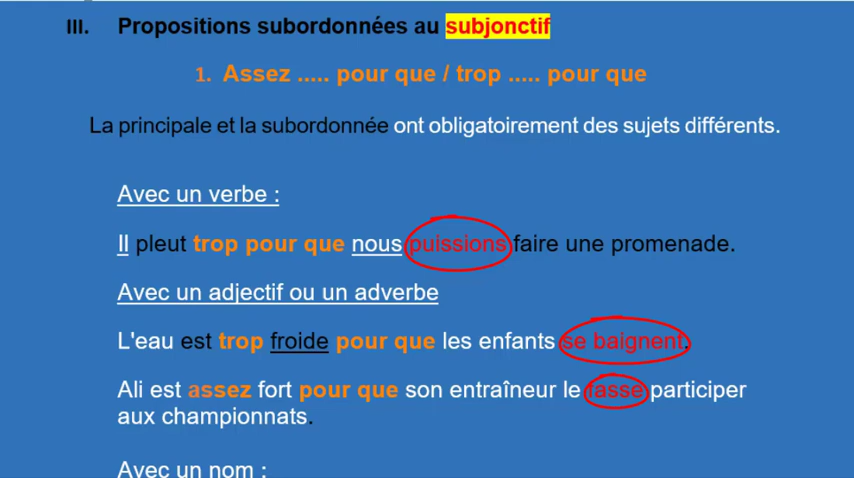 III. Propositions subordonnées au subjonctif
1. Assez ..... pour que / trop ..... pour que
La principale et la subordonnée ont obligatoirement des sujets différents.
Avec un verbe :
Il pleut trop pour que nous puissions faire une promenade.
Avec un adjectif ou un adverbe
L'eau est trop froide pour que les enfants se baignent.
Ali est assez fort pour que son entraîneur le fasse participer
aux championnats.
Avec un nom :